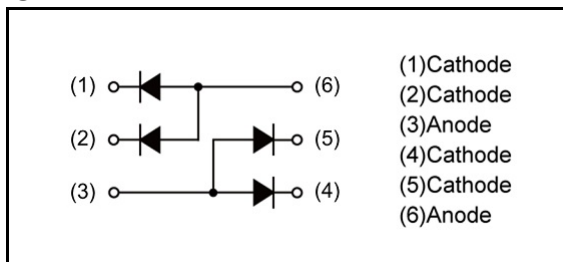 (1) (6)
(2) (5)
(3) (4)
(1)Cathode
(2)Cathode
(3)Anode
(4)Cathode
(5)Cathode
(6)Anode